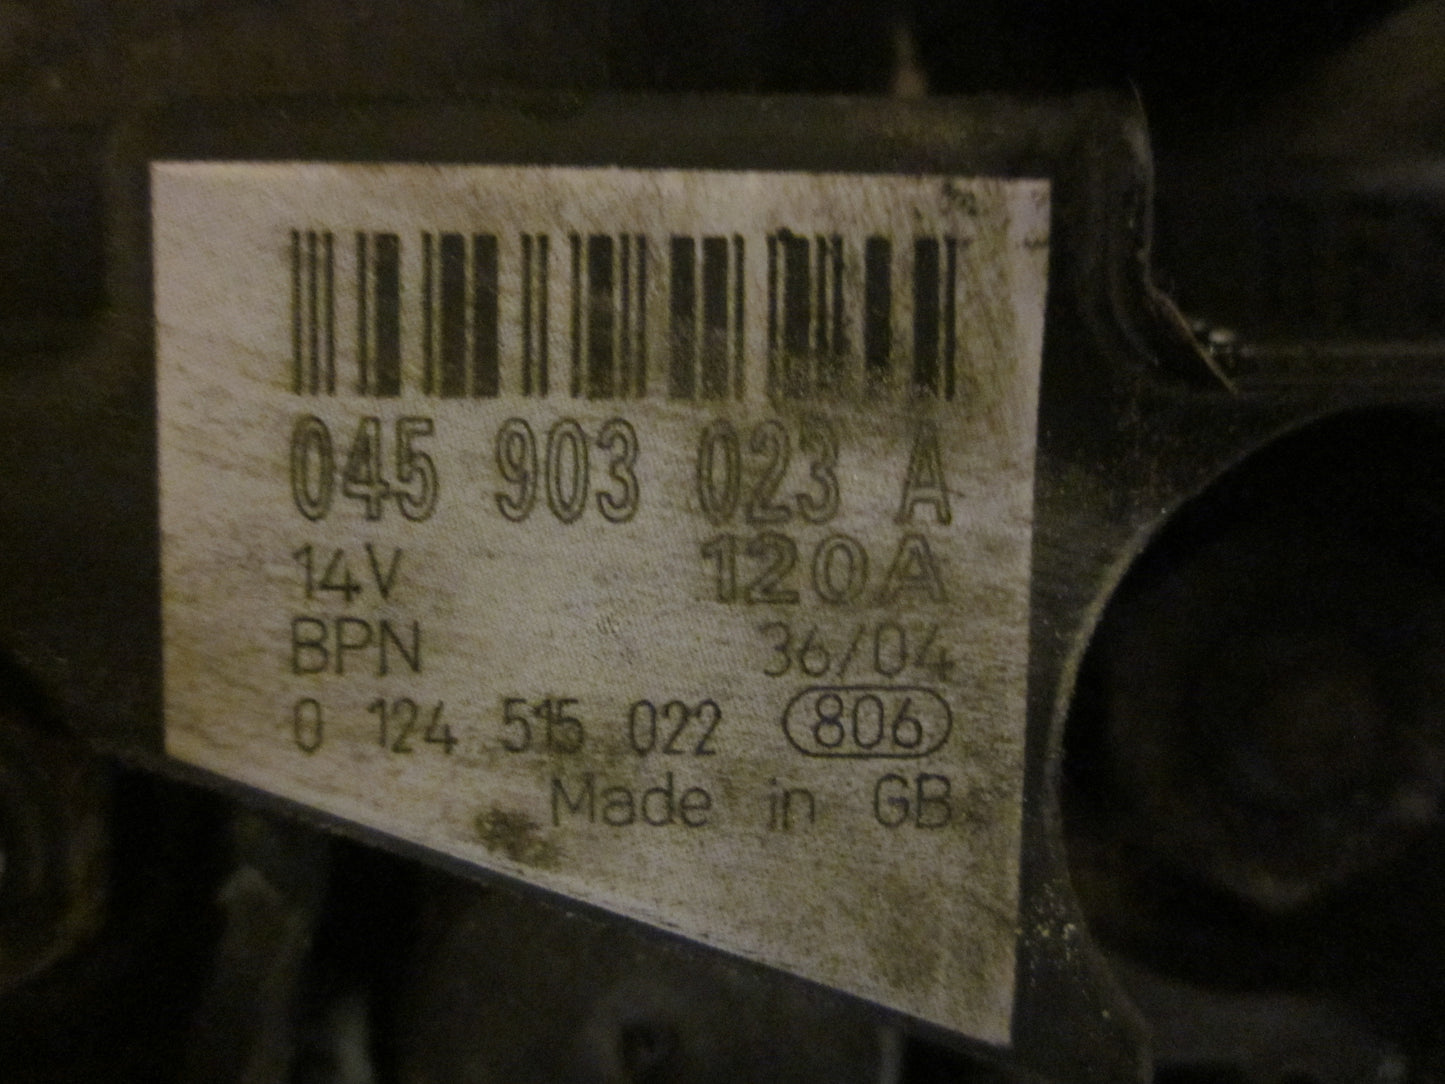 045 903 023 A
14V 120A
BPN 36/04
0 124 515 022 806
Made in GB